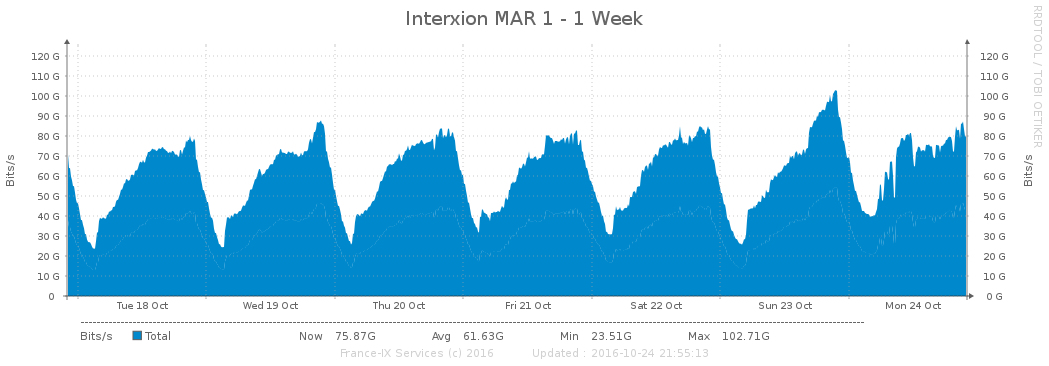 Interxion MAR 1 - 1 Week
RRDTOOL / TOBI OETIKER
Bits/s
120 G
110 G
100 G
90 G
80 G
70 G
60 G
50 G
40 G
30 G
20 G
10 G
0
120 G
110 G
100 G
90 G
80 G
70 G
60 G
50 G
40 G
30 G
20 G
10 G
0 G
Bits/s
Tue 18 Oct Wed 19 Oct Thu 20 Oct Fri 21 Oct Sat 22 Oct Sun 23 Oct Mon 24 Oct
Bits/s Total Now 75.87G Avg 61.63G Min 23.51G Max 102.71G
France-IX Services (c) 2016 Updated : 2016-10-24 21:55:13